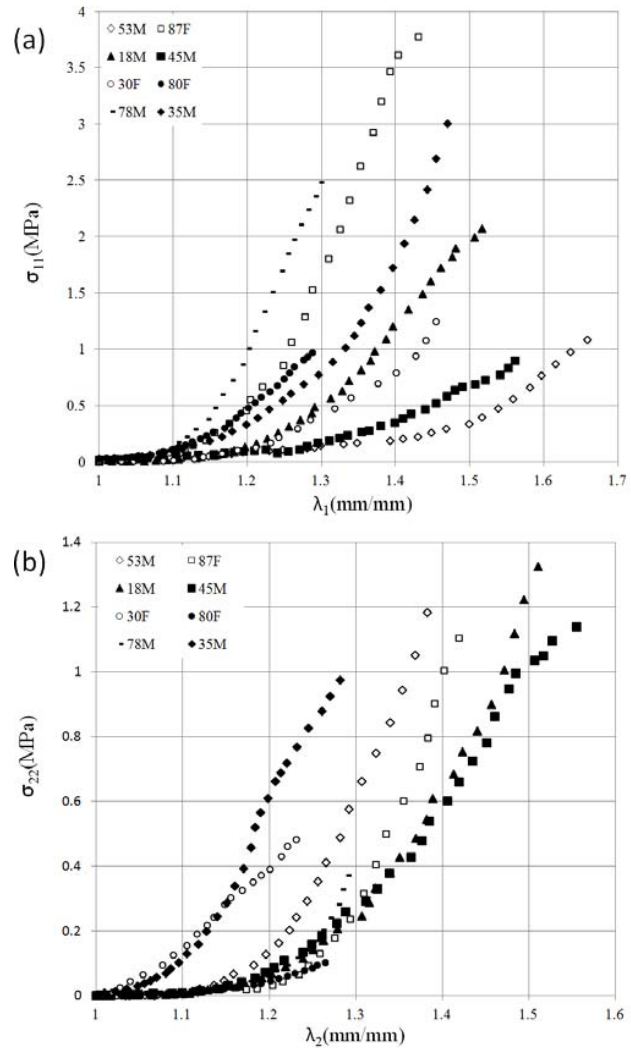 (a)
4
3.5
3
2.5
2
1.5
1
0.5
0
53M 87F
18M 45M
30F 80F
78M 35M
σ11(MPa)
1 1.1 1.2 1.3 1.4 1.5 1.6 1.7
λ1(mm/mm)
(b)
1.4
1.2
1
0.8
0.6
0.4
0.2
0
53M 87F
18M 45M
30F 80F
78M 35M
σ22(MPa)
1 1.1 1.2 1.3 1.4 1.5 1.6
λ2(mm/mm)